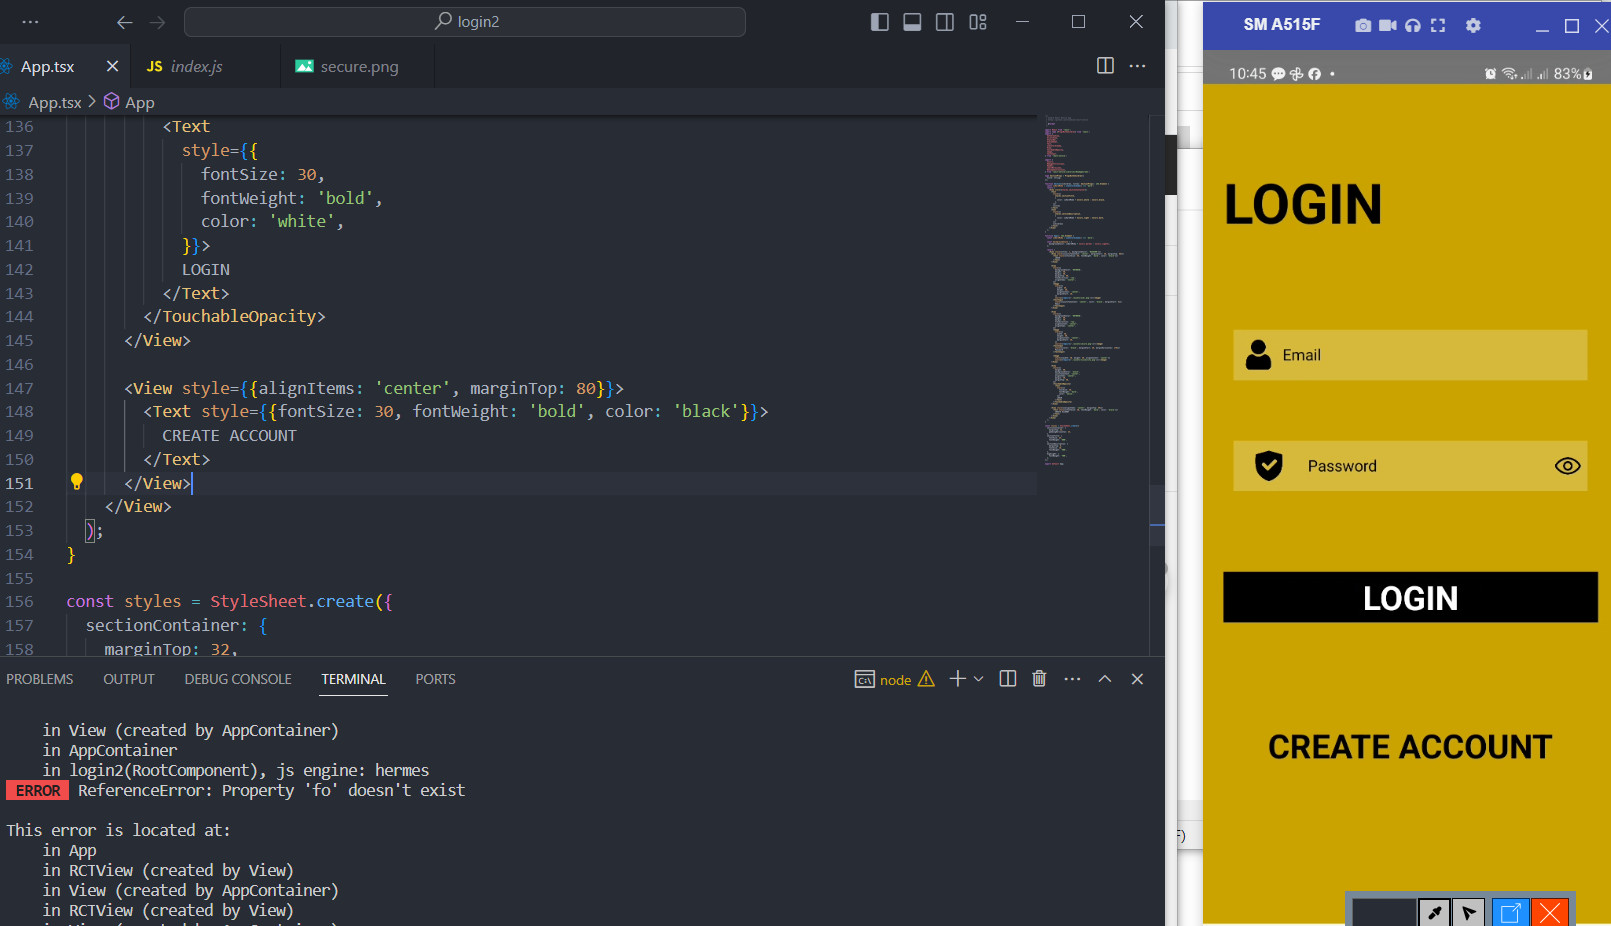 login2
App.tsx
JS index.js
secure.png
App.tsx > App
136 <Text
137 style={{
138 fontSize: 30,
139 fontWeight: 'bold',
140 color: 'white',
141 }}>
142 LOGIN
143 </Text>
144 </TouchableOpacity>
145 </View>
146
147 <View style={{alignItems: 'center', marginTop: 80}}>
148 <Text style={{fontSize: 30, fontWeight: 'bold', color: 'black'}}>
149 CREATE ACCOUNT
150 </Text>
151 </View>
152 </View>
153 );
154 }
155
156 const styles = StyleSheet.create({
157 sectionContainer: {
158 marginTop: 32,
PROBLEMS OUTPUT DEBUG CONSOLE TERMINAL PORTS
node
in View (created by AppContainer)
in AppContainer
in login2(RootComponent), js engine: hermes
ERROR ReferenceError: Property 'fo' doesn't exist
This error is located at:
in App
in RCTView (created by View)
in View (created by AppContainer)
in RCTView (created by View)
in View (created by AppContainer)
F)
SM A515F
10:45
83%
LOGIN
Email
Password
LOGIN
CREATE ACCOUNT